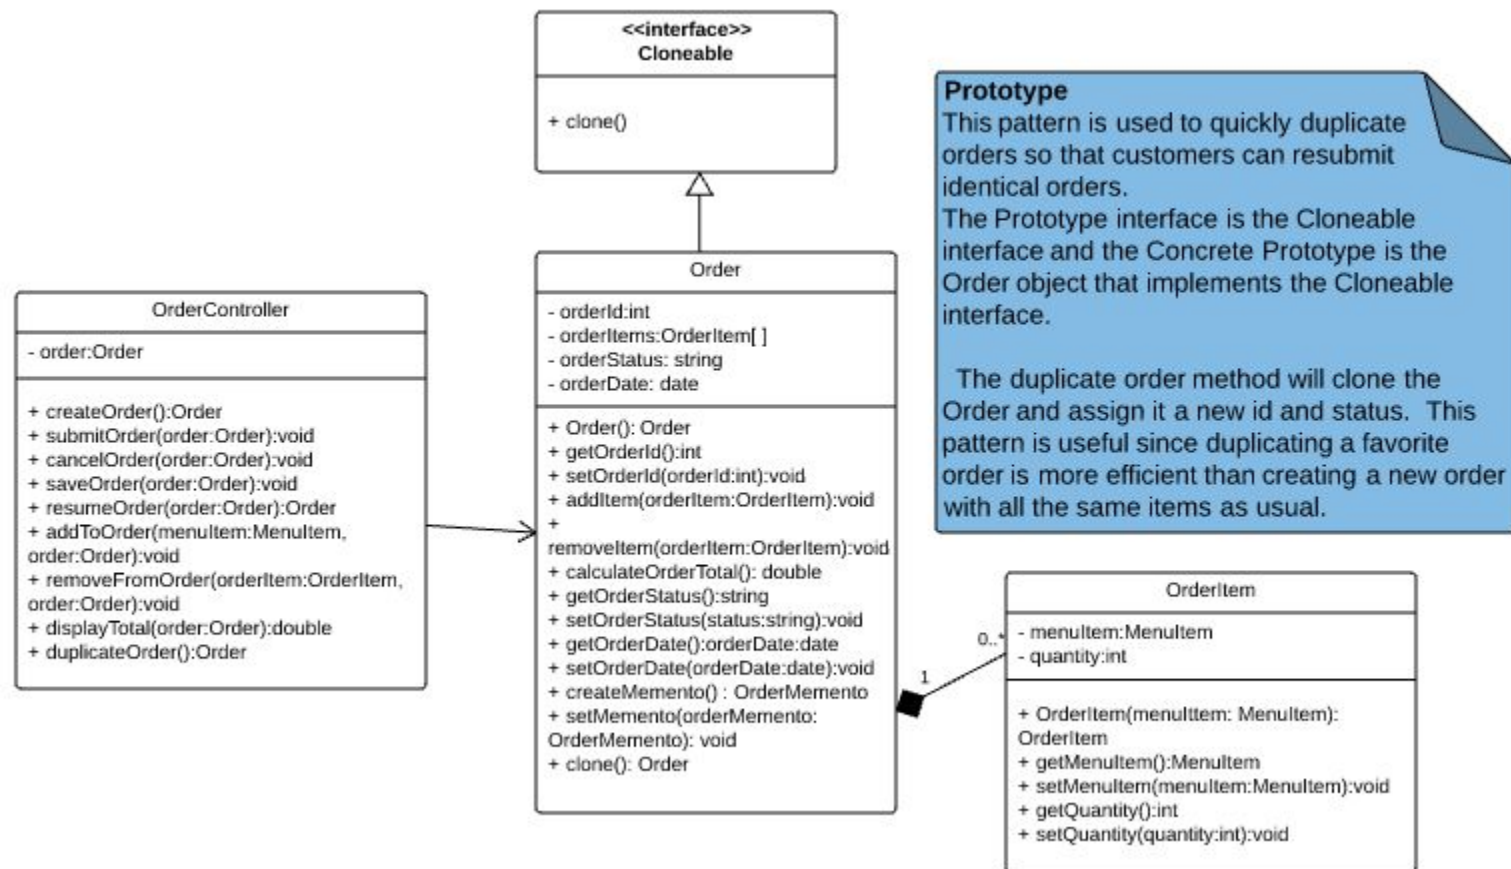 <<interface>>
Cloneable
+ clone()
Prototype
This pattern is used to quickly duplicate
orders so that customers can resubmit
identical orders.
The Prototype interface is the Cloneable
interface and the Concrete Prototype is the
Order object that implements the Cloneable
interface.
The duplicate order method will clone the
Order and assign it a new id and status. This
pattern is useful since duplicating a favorite
order is more efficient than creating a new order
with all the same items as usual.
OrderController
- order:Order
+ createOrder():Order
+ submitOrder(order:Order):void
+ cancelOrder(order:Order):void
+ saveOrder(order:Order):void
+ resumeOrder(order:Order):Order
+ addToOrder(menuItem:MenuItem,
order:Order):void
+ removeFromOrder(orderItem:OrderItem,
order:Order):void
+ displayTotal(order:Order):double
+ duplicateOrder():Order
Order
- orderId:int
- orderItems:OrderItem[ ]
- orderStatus: string
- orderDate: date
+ Order(): Order
+ getOrderId():int
+ setOrderId(orderId:int):void
+ addItem(orderItem:OrderItem):void
+
removeItem(orderItem:OrderItem):void
+ calculateOrderTotal(): double
+ getOrderStatus():string
+ setOrderStatus(status:string):void
+ getOrderDate():orderDate:date
+ setOrderDate(orderDate:date):void
+ createMemento() : OrderMemento
+ setMemento(orderMemento:
OrderMemento): void
+ clone(): Order
1
0..*
OrderItem
- menuItem:MenuItem
- quantity:int
+ OrderItem(menuIttem: MenuItem):
OrderItem
+ getMenuItem():MenuItem
+ setMenuItem(menuItem:MenuItem):void
+ getQuantity():int
+ setQuantity(quantity:int):void